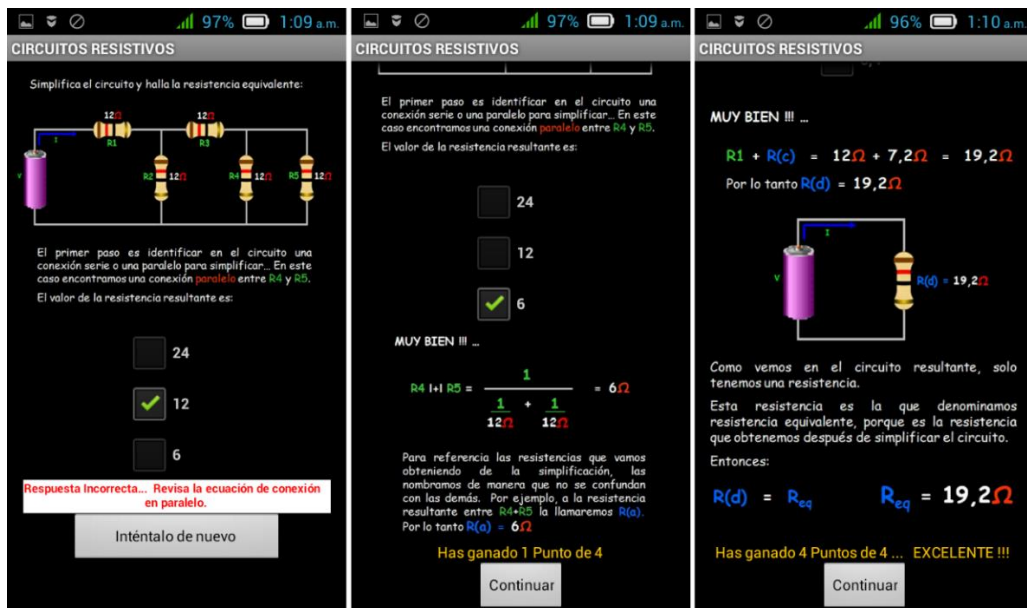 97% 1:09 a.m.
CIRCUITOS RESISTIVOS
Simplifica el circuito y halla la resistencia equivalente:
12Ω 12Ω
I R1 R3
V R2 12Ω R4 12Ω R5 12Ω
El primer paso es identificar en el circuito una
conexión serie o una paralelo para simplificar... En este
caso encontramos una conexión paralelo entre R4 y R5.
El valor de la resistencia resultante es:
24
12
6
Respuesta Incorrecta... Revisa la ecuación de conexión
en paralelo.
Inténtalo de nuevo
97% 1:09 a.m.
CIRCUITOS RESISTIVOS
El primer paso es identificar en el circuito una
conexión serie o una paralelo para simplificar... En este
caso encontramos una conexión paralelo entre R4 y R5.
El valor de la resistencia resultante es:
24
12
6
MUY BIEN !!! ...
R4 |+| R5 = 1 / (1/12Ω + 1/12Ω) = 6Ω
Para referencia las resistencias que vamos
obteniendo de la simplificación, las
nombramos de manera que no se confundan
con las demás. Por ejemplo, a la resistencia
resultante entre R4+R5 la llamaremos R(a).
Por lo tanto R(a) = 6Ω
Has ganado 1 Punto de 4
Continuar
96% 1:10 a.m.
CIRCUITOS RESISTIVOS
MUY BIEN !!! ...
R1 + R(c) = 12Ω + 7,2Ω = 19,2Ω
Por lo tanto R(d) = 19,2Ω
I
V R(d) = 19,2Ω
Como vemos en el circuito resultante, solo
tenemos una resistencia.
Esta resistencia es la que denominamos
resistencia equivalente, porque es la resistencia
que obtenemos después de simplificar el circuito.
Entonces:
R(d) = Req Req = 19,2Ω
Has ganado 4 Puntos de 4 ... EXCELENTE !!!
Continuar